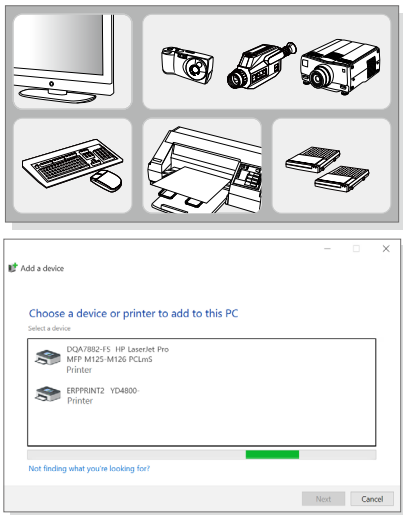 Add a device
Choose a device or printer to add to this PC
Select a device
DQA7882-FS HP LaserJet Pro
MFP M125-M126 PCLmS
Printer
ERPPRINT2 YD4800-
Printer
Not finding what you're looking for?
Next Cancel